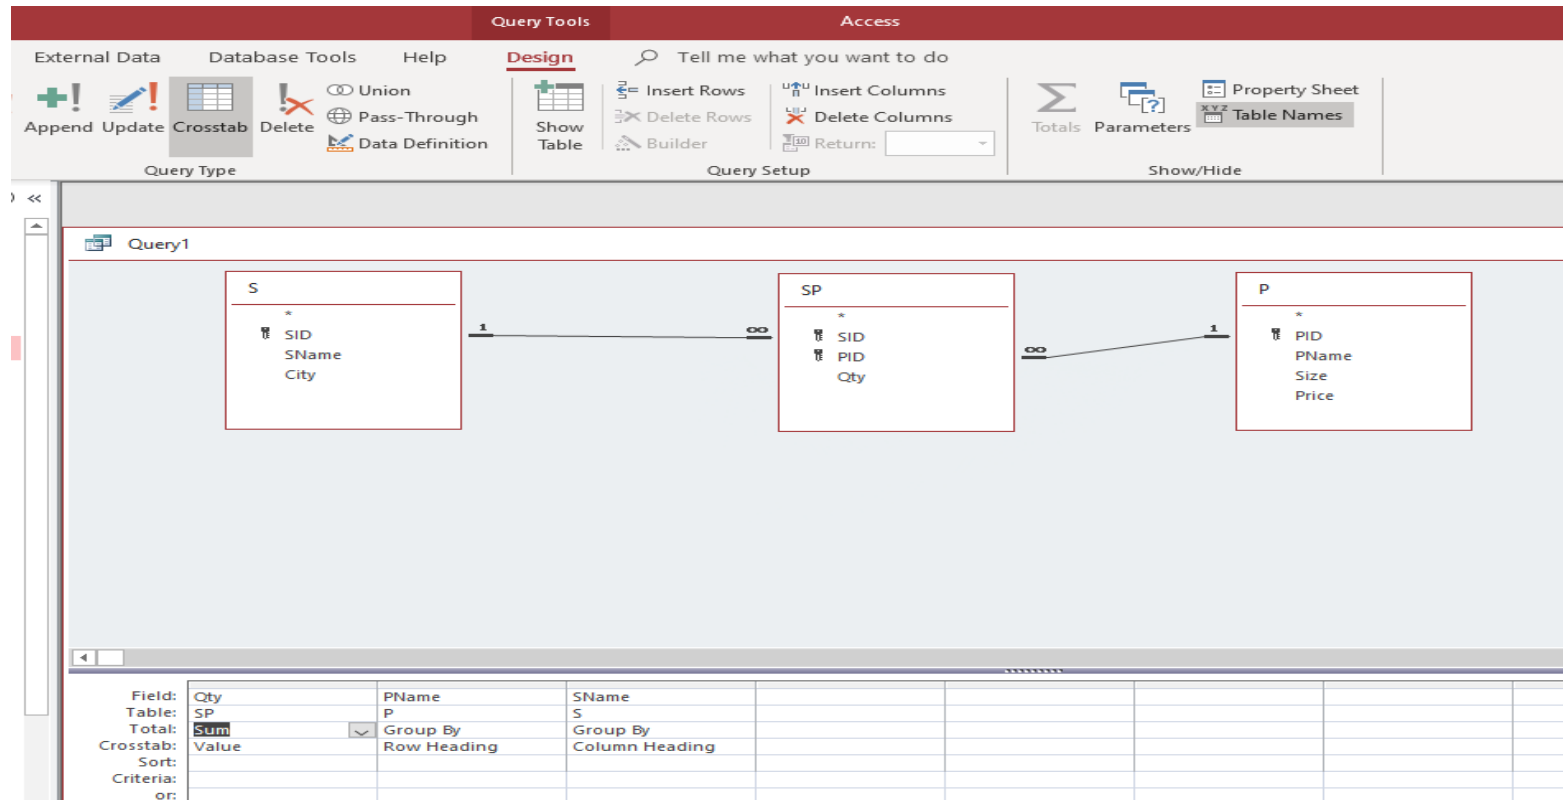 Query Tools Access
External Data Database Tools Help Design Tell me what you want to do
Append Update Crosstab Delete
Union
Pass-Through
Data Definition
Query Type
Show Table
Insert Rows
Delete Rows
Builder
Insert Columns
Delete Columns
Return:
Query Setup
Totals Parameters
Property Sheet
Table Names
Show/Hide
Query1
S
*
SID
SName
City
1 ∞
SP
*
SID
PID
Qty
∞ 1
P
*
PID
PName
Size
Price
Field: Qty PName SName
Table: SP P S
Total: Sum Group By Group By
Crosstab: Value Row Heading Column Heading
Sort:
Criteria:
or: